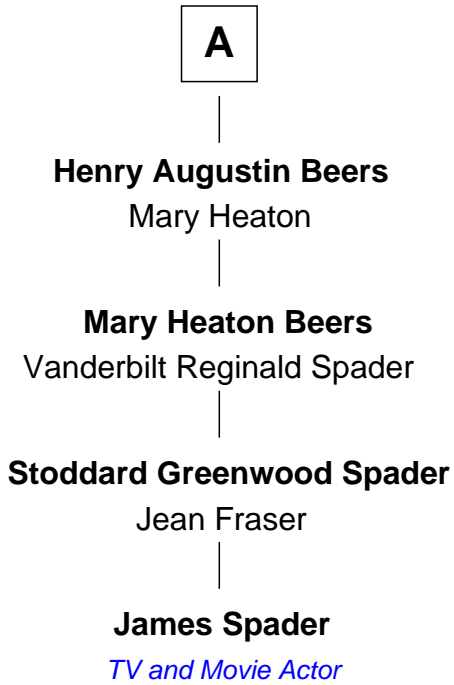 A
Henry Augustin Beers
Mary Heaton
Mary Heaton Beers
Vanderbilt Reginald Spader
Stoddard Greenwood Spader
Jean Fraser
James Spader
TV and Movie Actor